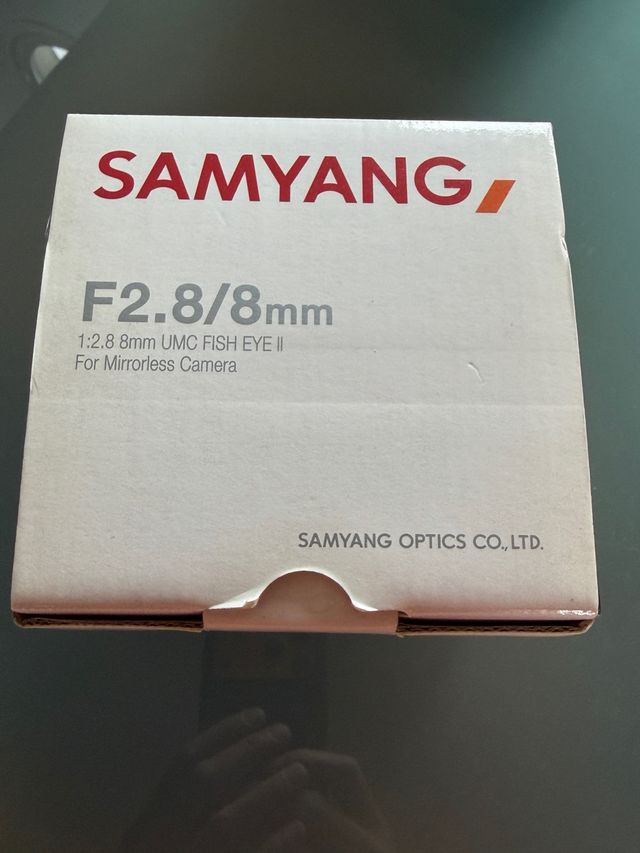 SAMYANG
F2.8/8mm
1:2.8 8mm UMC FISH EYE II
For Mirrorless Camera
SAMYANG OPTICS CO.,LTD.